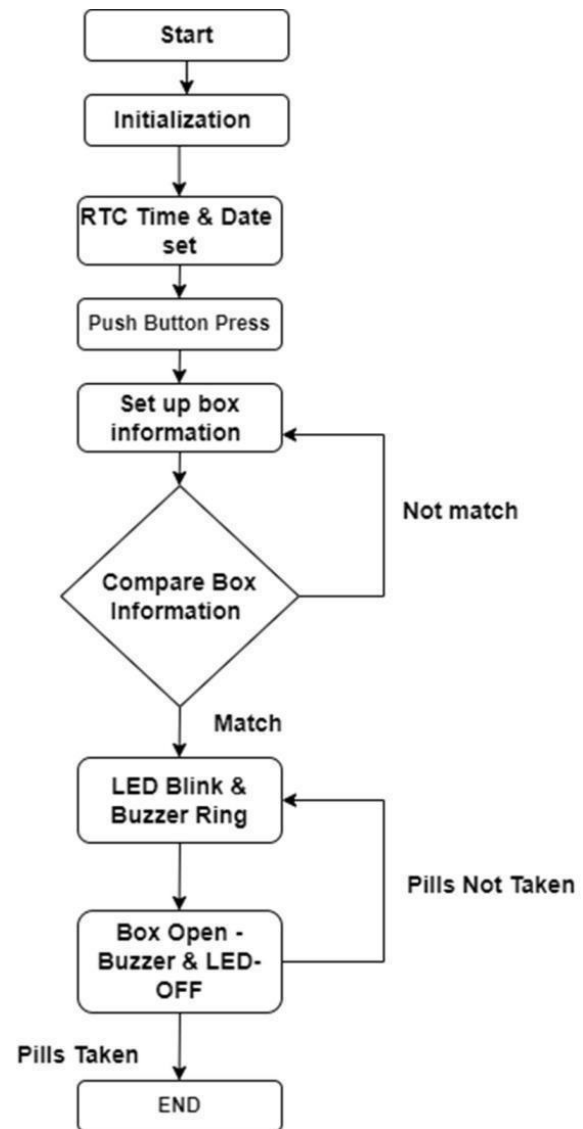 Start
Initialization
RTC Time & Date
set
Push Button Press
Set up box
information
Not match
Compare Box
Information
Match
LED Blink &
Buzzer Ring
Pills Not Taken
Box Open -
Buzzer & LED-
OFF
Pills Taken
END